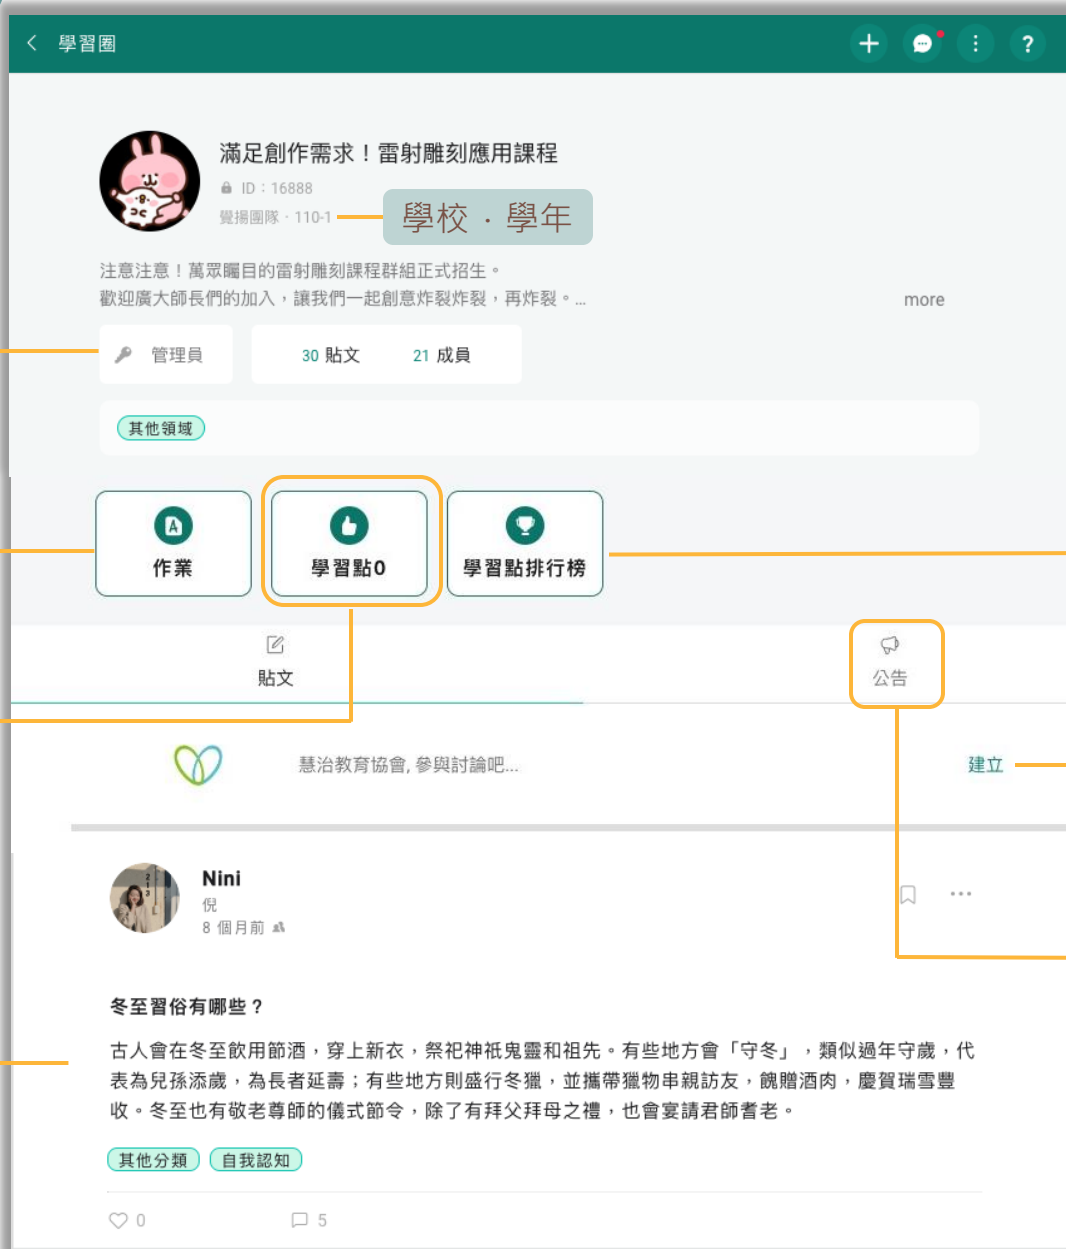 學習圈
?
滿足創作需求！雷射雕刻應用課程
ID：16888
覺揚團隊 · 110-1
學校 · 學年
注意注意！萬眾矚目的雷射雕刻課程群組正式招生。
歡迎廣大師長們的加入，讓我們一起創意炸裂炸裂，再炸裂。...
more
管理員
30 貼文 21 成員
其他領域
A
作業
學習點0
學習點排行榜
貼文
公告
慧治教育協會, 參與討論吧...
建立
Nini
倪
8 個月前
冬至習俗有哪些？
古人會在冬至飲用節酒，穿上新衣，祭祀神祇鬼靈和祖先。有些地方會「守冬」，類似過年守歲，代
表為兒孫添歲，為長者延壽；有些地方則盛行冬獵，並攜帶獵物串親訪友，餽贈酒肉，慶賀瑞雪豐
收。冬至也有敬老尊師的儀式節令，除了有拜父拜母之禮，也會宴請君師耆老。
其他分類 自我認知
0 5